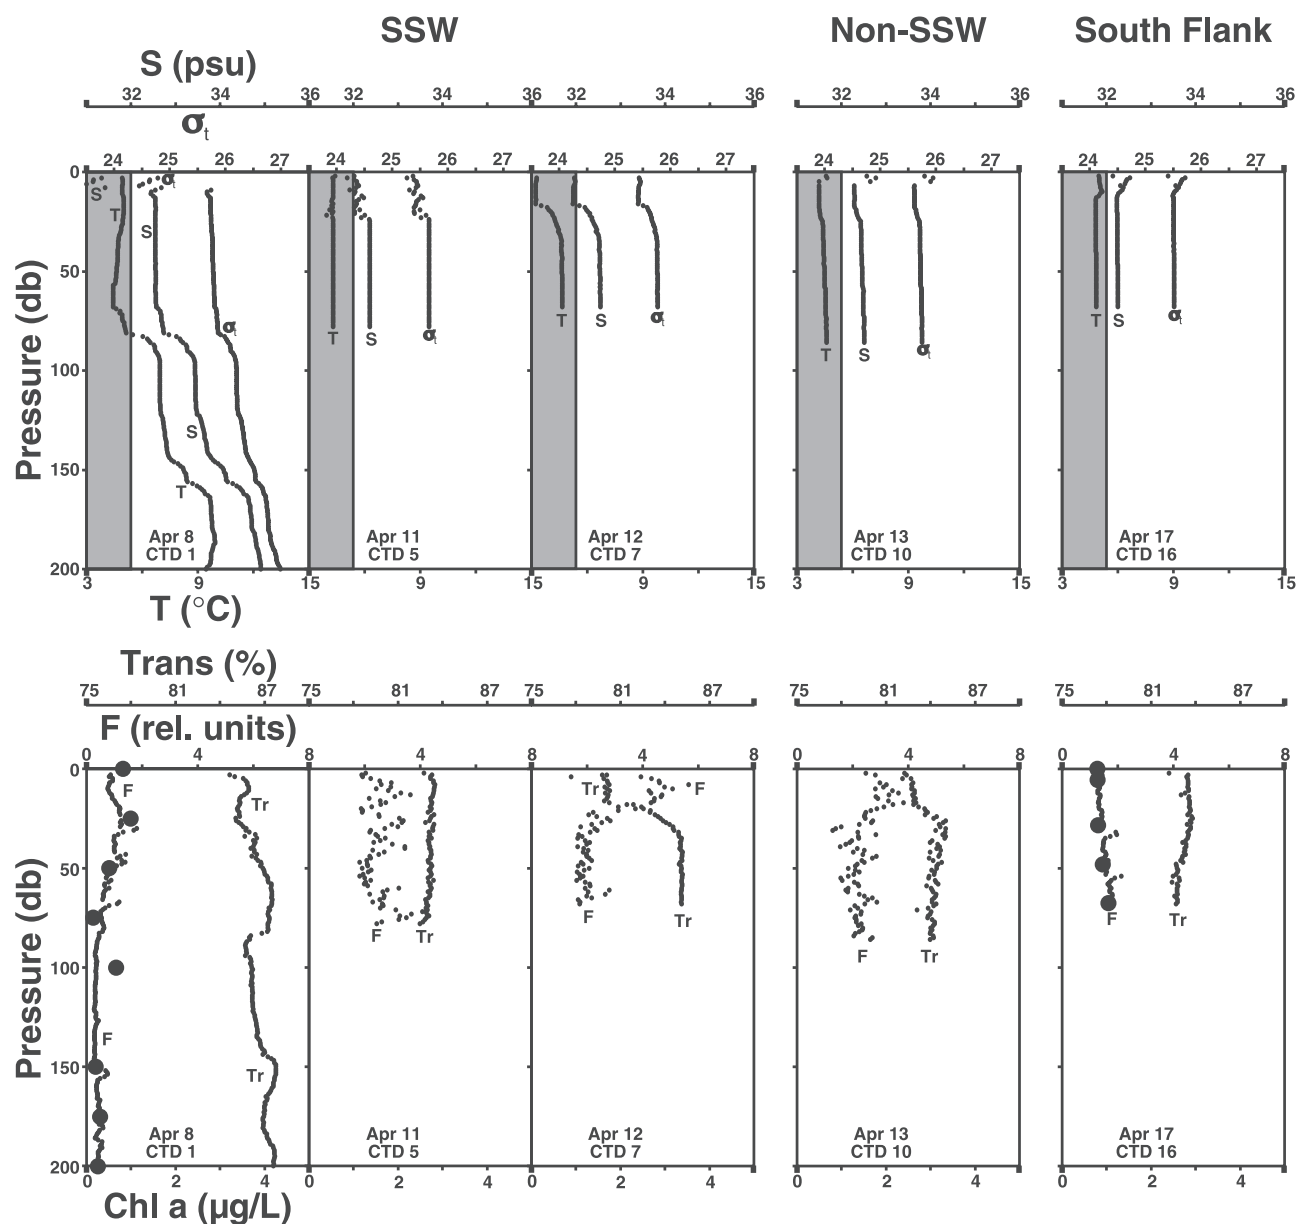 SSW Non-SSW South Flank
S (psu)
32 34 36 32 34 36 32 34 36 32 34 36 32 34 36
σt
24 25 26 27 24 25 26 27 24 25 26 27 24 25 26 27 24 25 26 27
0
S σt
T
S
50
T S σt T S σt
σt
T S σt T S σt
100
S
150
T
Apr 8 Apr 11 Apr 12 Apr 13 Apr 17
CTD 1 CTD 5 CTD 7 CTD 10 CTD 16
200
Pressure (db)
3 9 15 9 15 9 15 3 9 15 3 9 15
T (°C)
Trans (%)
75 81 87 75 81 87 75 81 87 75 81 87 75 81 87
F (rel. units)
0 4 8 4 8 4 8 0 4 8 0 4 8
0
F Tr Tr F
50
F Tr F Tr F Tr F Tr
100
F
150
Tr
Apr 8 Apr 11 Apr 12 Apr 13 Apr 17
CTD 1 CTD 5 CTD 7 CTD 10 CTD 16
200
Pressure (db)
0 2 4 0 2 4 0 2 4 0 2 4 0 2 4
Chl a (μg/L)